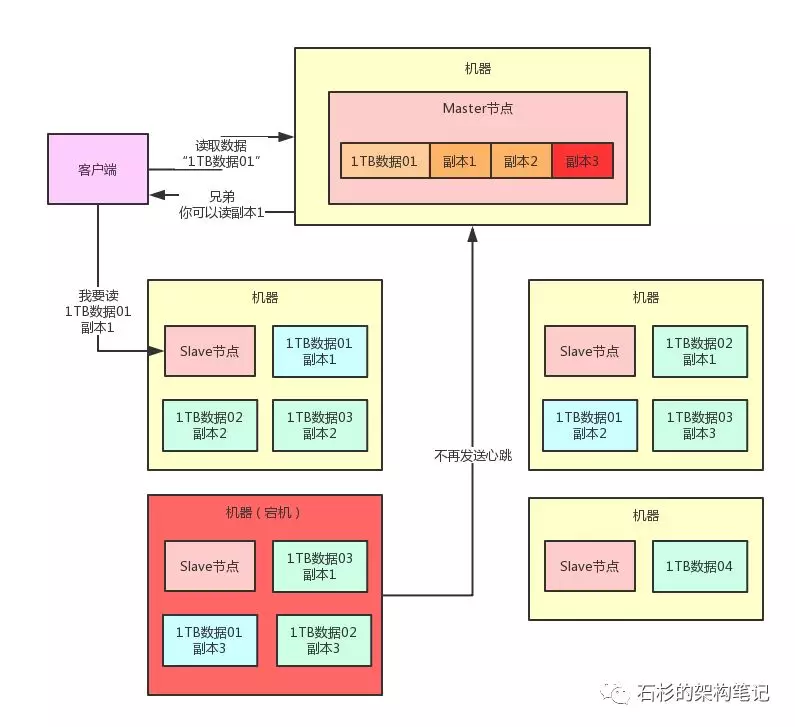 机器
Master节点
1TB数据01
副本1
副本2
副本3
客户端
读取数据
“1TB数据01”
兄弟
你可以读副本1
我要读
1TB数据01
副本1
机器
Slave节点
1TB数据01
副本1
1TB数据02
副本2
1TB数据03
副本2
机器
Slave节点
1TB数据02
副本1
1TB数据01
副本2
1TB数据03
副本3
不再发送心跳
机器（宕机）
Slave节点
1TB数据03
副本1
1TB数据01
副本3
1TB数据02
副本3
机器
Slave节点
1TB数据04
石杉的架构笔记